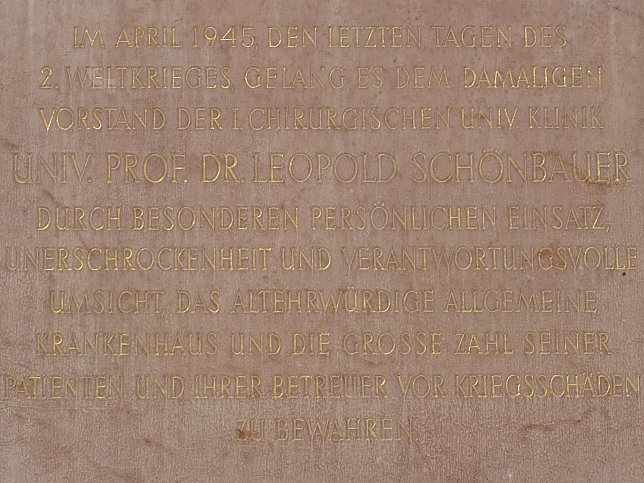 IM APRIL 1945, DEN LETZTEN TAGEN DES
2. WELTKRIEGES, GELANG ES DEM DAMALIGEN
VORSTAND DER I. CHIRURGISCHEN UNIV. KLINIK
UNIV. PROF. DR. LEOPOLD SCHÖNBAUER
DURCH BESONDEREN PERSÖNLICHEN EINSATZ,
UNERSCHROCKENHEIT UND VERANTWORTUNGSVOLLE
UMSICHT, DAS ALTEHRWÜRDIGE ALLGEMEINE
KRANKENHAUS UND DIE GROSSE ZAHL SEINER
PATIENTEN UND IHRER BETREUER VOR KRIEGSSCHÄDEN
ZU BEWAHREN